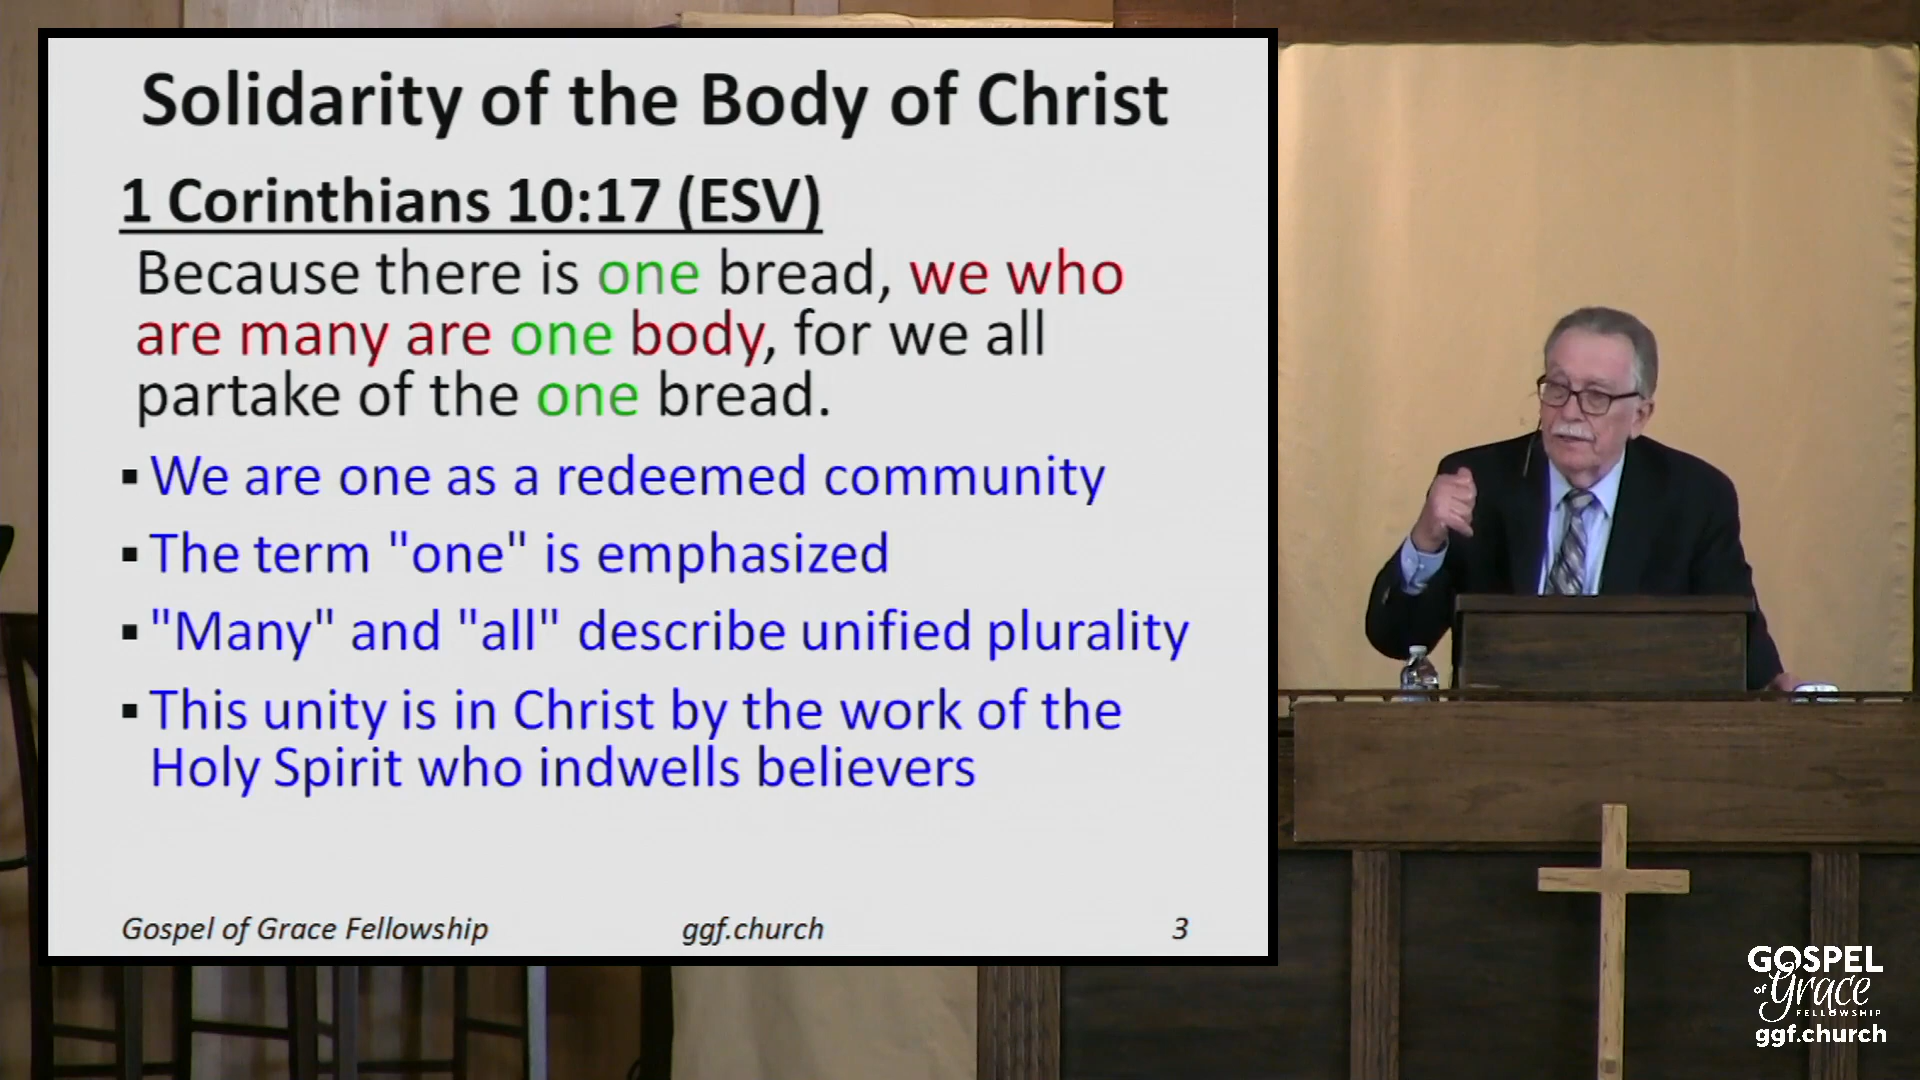 Solidarity of the Body of Christ
1 Corinthians 10:17 (ESV)
Because there is one bread, we who
are many are one body, for we all
partake of the one bread.
▪ We are one as a redeemed community
▪ The term "one" is emphasized
▪ "Many" and "all" describe unified plurality
▪ This unity is in Christ by the work of the
Holy Spirit who indwells believers
Gospel of Grace Fellowship ggf.church 3
GOSPEL
of Grace
FELLOWSHIP
ggf.church